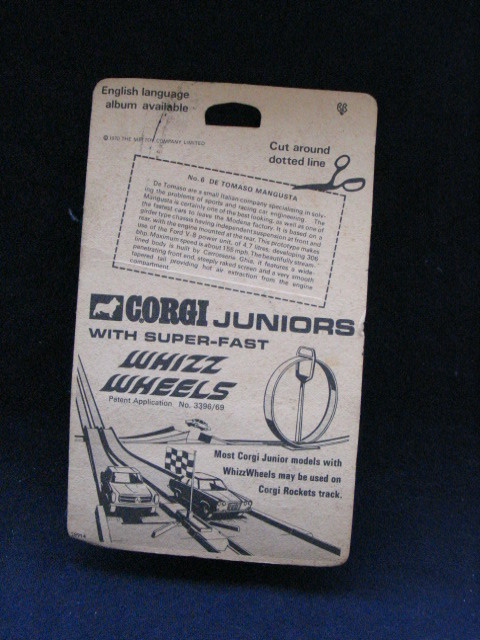 English language
album available
© 1970 THE METTOY COMPANY LIMITED
Cut around
dotted line
No. 6 DE TOMASO MANGUSTA
De Tomaso are a small Italian company specialising in solv-
ing the problems of sports and racing car engineering. The
Mangusta is certainly one of the best looking, as well as one of
the fastest cars to leave the Modena factory. It is based on a
girder type chassis having independent suspension at front and
rear, with the engine mounted at the rear. This prototype makes
use of the Ford V.8 power unit, of 4.7 litres, developing 306
bhp. Maximum speed is about 155 mph. The beautifully stream-
lined body is built by Carrozzeria Ghia, it features a wide-
penetrating front end, steeply raked screen and a very smooth
tapered tail providing hot air extraction from the engine
compartment.
CORGI JUNIORS
WITH SUPER-FAST
WHIZZ
WHEELS
Patent Application No. 3396/69
Most Corgi Junior models with
WhizzWheels may be used on
Corgi Rockets track.